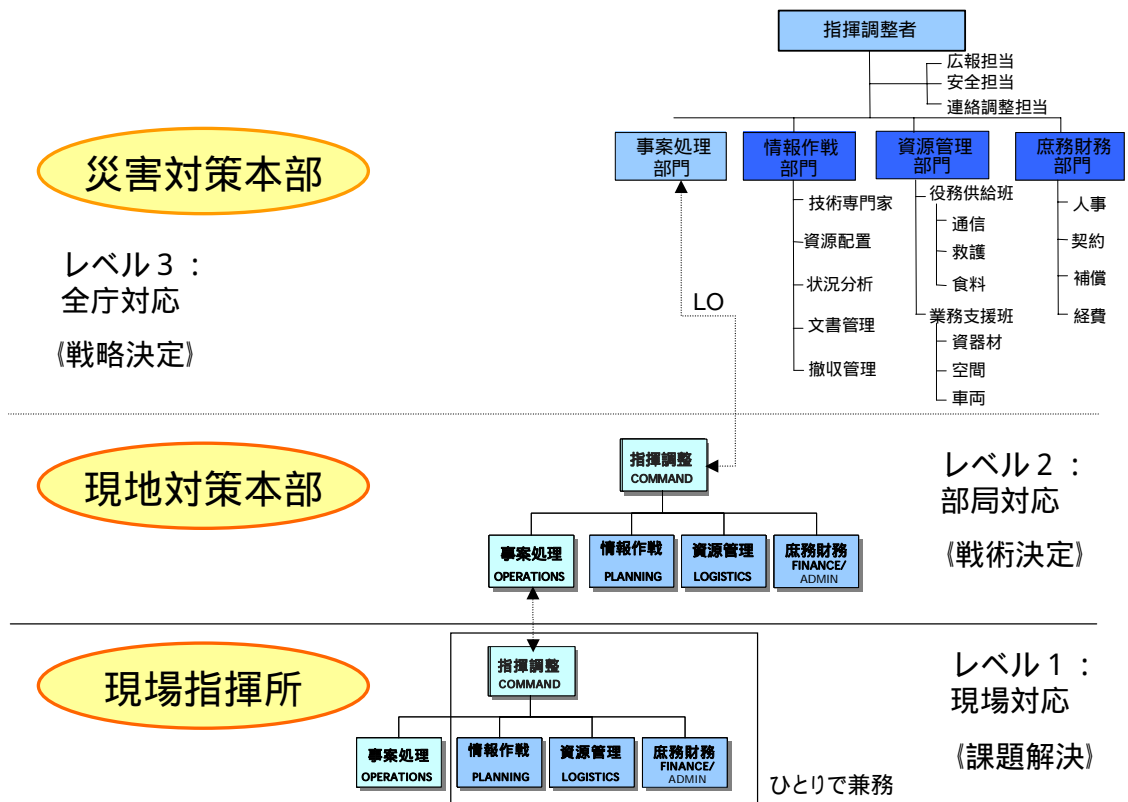 指揮調整者
広報担当
安全担当
連絡調整担当
災害対策本部
事案処理
部門
情報作戦
部門
資源管理
部門
庶務財務
部門
技術専門家
資源配置
状況分析
文書管理
撤収管理
役務供給班
通信
救護
食料
業務支援班
資器材
空間
車両
人事
契約
補償
経費
レベル3：
全庁対応
《戦略決定》
LO
現地対策本部
指揮調整
COMMAND
事案処理
OPERATIONS
情報作戦
PLANNING
資源管理
LOGISTICS
庶務財務
FINANCE/
ADMIN
レベル2：
部局対応
《戦術決定》
現場指揮所
指揮調整
COMMAND
事案処理
OPERATIONS
情報作戦
PLANNING
資源管理
LOGISTICS
庶務財務
FINANCE/
ADMIN
ひとりで兼務
レベル1：
現場対応
《課題解決》